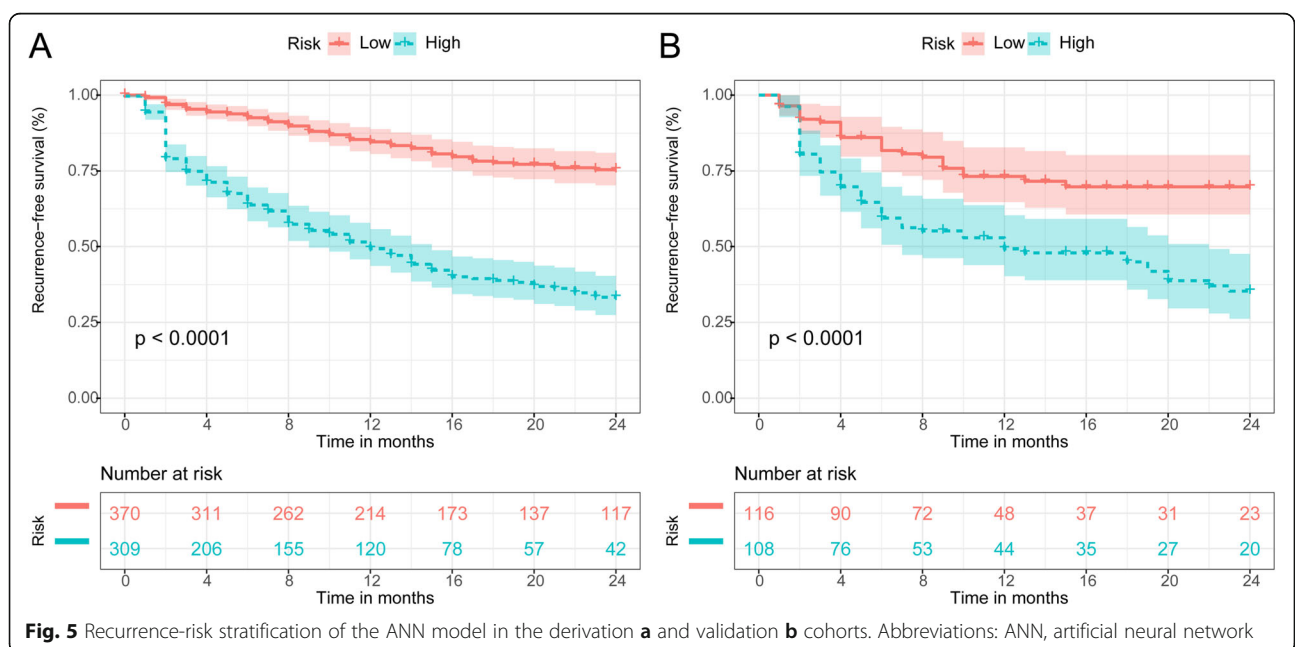 A
Risk Low High
Recurrence-free survival (%)
1.00
0.75
0.50
0.25
0.00
p < 0.0001
0 4 8 12 16 20 24
Time in months
Number at risk
Risk
370 311 262 214 173 137 117
309 206 155 120 78 57 42
0 4 8 12 16 20 24
Time in months
B
Risk Low High
Recurrence-free survival (%)
1.00
0.75
0.50
0.25
0.00
p < 0.0001
0 4 8 12 16 20 24
Time in months
Number at risk
Risk
116 90 72 48 37 31 23
108 76 53 44 35 27 20
0 4 8 12 16 20 24
Time in months
Fig. 5 Recurrence-risk stratification of the ANN model in the derivation a and validation b cohorts. Abbreviations: ANN, artificial neural network